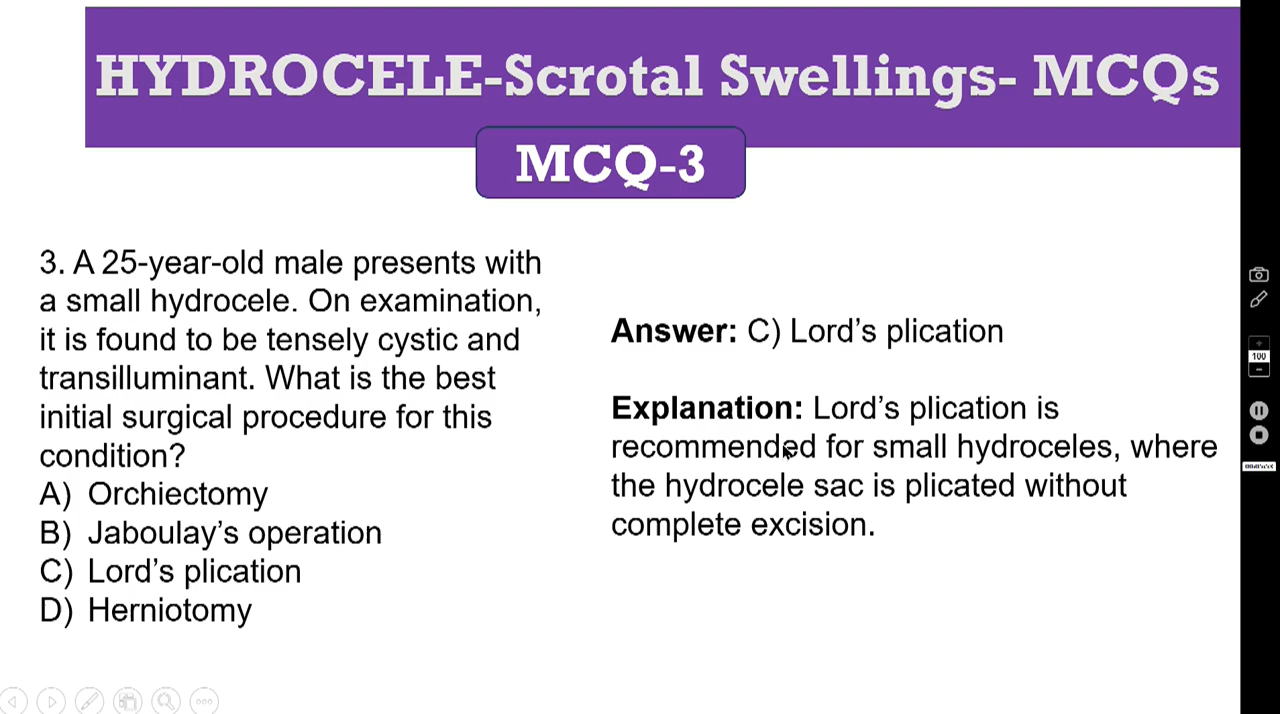 HYDROCELE-Scrotal Swellings- MCQs
MCQ-3
3. A 25-year-old male presents with
a small hydrocele. On examination,
it is found to be tensely cystic and
transilluminant. What is the best
initial surgical procedure for this
condition?
A) Orchiectomy
B) Jaboulay’s operation
C) Lord’s plication
D) Herniotomy
Answer: C) Lord’s plication
Explanation: Lord’s plication is
recommended for small hydroceles, where
the hydrocele sac is plicated without
complete excision.
100